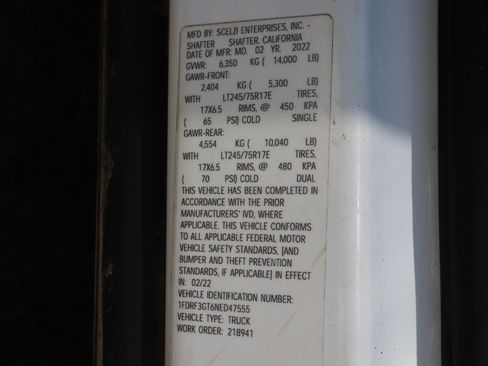 MFD BY: SCELZI ENTERPRISES, INC. -
SHAFTER SHAFTER, CALIFORNIA
DATE OF MFR: MO. 02 YR. 2022
GVWR: 6,350 KG ( 14,000 LB)
GAWR-FRONT:
2,404 KG ( 5,300 LB)
WITH LT245/75R17E TIRES,
17X6.5 RIMS, @ 450 KPA
( 65 PSI) COLD SINGLE
GAWR-REAR:
4,554 KG ( 10,040 LB)
WITH LT245/75R17E TIRES,
17X6.5 RIMS, @ 480 KPA
( 70 PSI) COLD DUAL
THIS VEHICLE HAS BEEN COMPLETED IN
ACCORDANCE WITH THE PRIOR
MANUFACTURERS' IVD, WHERE
APPLICABLE. THIS VEHICLE CONFORMS
TO ALL APPLICABLE FEDERAL MOTOR
VEHICLE SAFETY STANDARDS, [AND
BUMPER AND THEFT PREVENTION
STANDARDS, IF APPLICABLE] IN EFFECT
IN: 02/22
VEHICLE IDENTIFICATION NUMBER:
1FDRF3GT6NED47555
VEHICLE TYPE: TRUCK
WORK ORDER: 218941